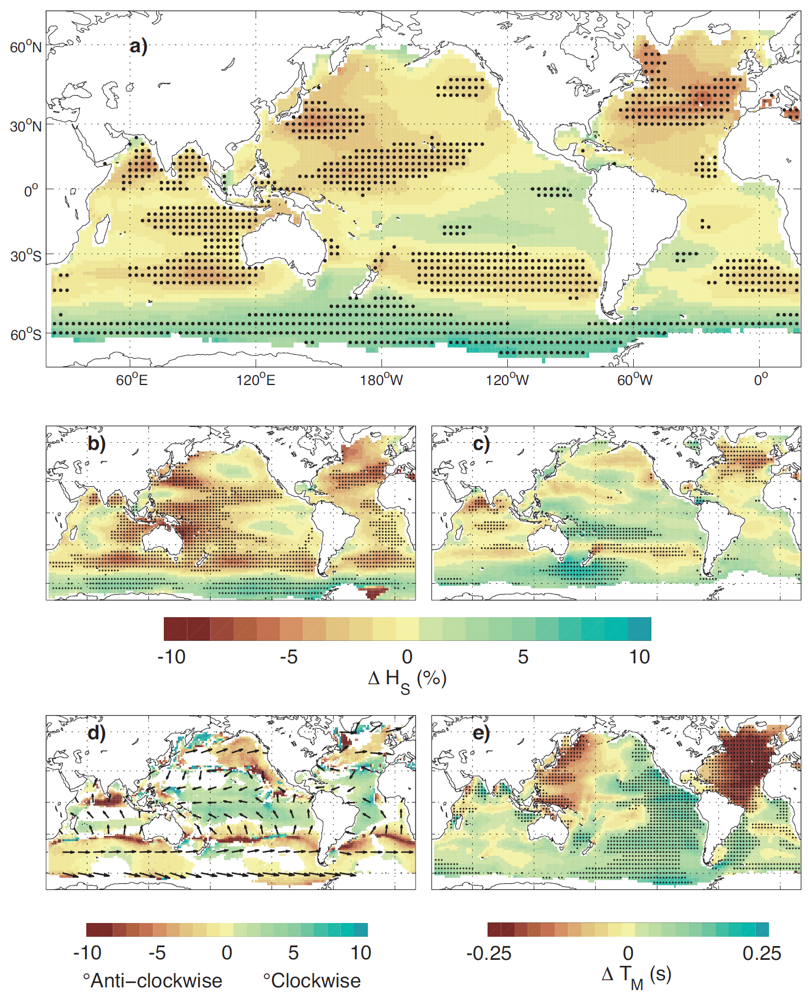 a)
60°N
30°N
0°
30°S
60°S
60°E 120°E 180°W 120°W 60°W 0°
b) c)
-10 -5 0 5 10
Δ H_S (%)
d) e)
-10 -5 0 5 10
°Anti−clockwise °Clockwise
-0.25 0 0.25
Δ T_M (s)